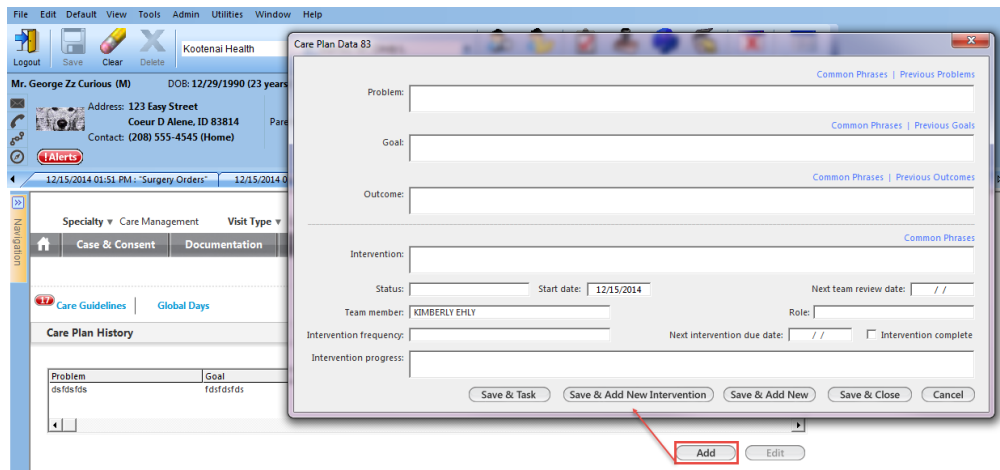 File Edit Default View Tools Admin Utilities Window Help
Logout Save Clear Delete
Kootenai Health
Mr. George Zz Curious (M) DOB: 12/29/1990 (23 years
Address: 123 Easy Street
Coeur D Alene, ID 83814
Contact: (208) 555-4545 (Home)
!Alerts
12/15/2014 01:51 PM : "Surgery Orders" 12/15/2014 0
Navigation
Specialty Care Management Visit Type
Case & Consent Documentation
17 Care Guidelines Global Days
Care Plan History
Problem Goal
dsfdsfds fdsfdsfds
Add Edit
Care Plan Data 83
Common Phrases | Previous Problems
Problem:
Common Phrases | Previous Goals
Goal:
Common Phrases | Previous Outcomes
Outcome:
Common Phrases
Intervention:
Status: Start date: 12/15/2014 Next team review date: / /
Team member: KIMBERLY EHLY Role:
Intervention frequency: Next intervention due date: / / Intervention complete
Intervention progress:
Save & Task Save & Add New Intervention Save & Add New Save & Close Cancel